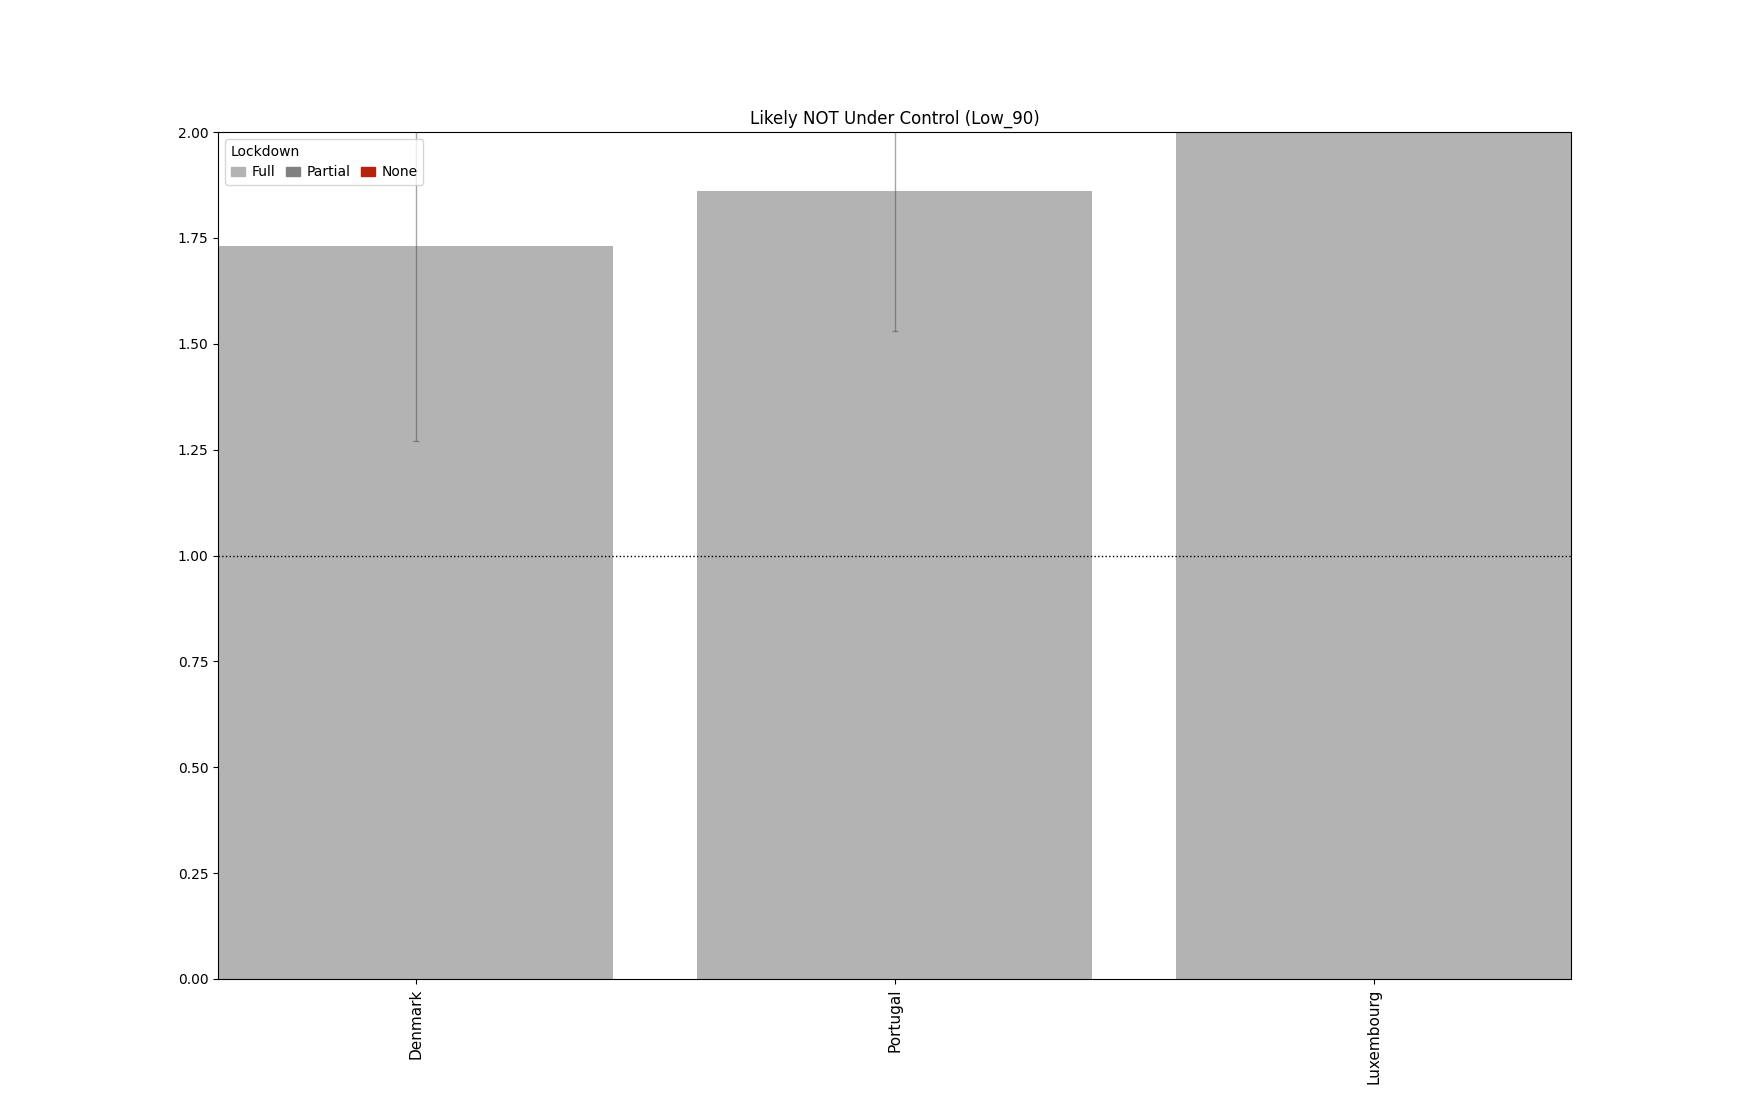 Likely NOT Under Control (Low_90)
Lockdown
Full Partial None
2.00
1.75
1.50
1.25
1.00
0.75
0.50
0.25
0.00
Denmark
Portugal
Luxembourg